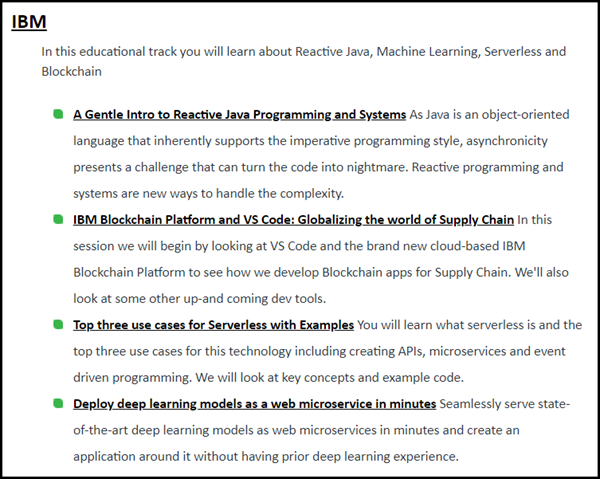 IBM
In this educational track you will learn about Reactive Java, Machine Learning, Serverless and
Blockchain
A Gentle Intro to Reactive Java Programming and Systems As Java is an object-oriented
language that inherently supports the imperative programming style, asynchronicity
presents a challenge that can turn the code into nightmare. Reactive programming and
systems are new ways to handle the complexity.
IBM Blockchain Platform and VS Code: Globalizing the world of Supply Chain In this
session we will begin by looking at VS Code and the brand new cloud-based IBM
Blockchain Platform to see how we develop Blockchain apps for Supply Chain. We'll also
look at some other up-and coming dev tools.
Top three use cases for Serverless with Examples You will learn what serverless is and the
top three use cases for this technology including creating APIs, microservices and event
driven programming. We will look at key concepts and example code.
Deploy deep learning models as a web microservice in minutes Seamlessly serve state-
of-the-art deep learning models as web microservices in minutes and create an
application around it without having prior deep learning experience.